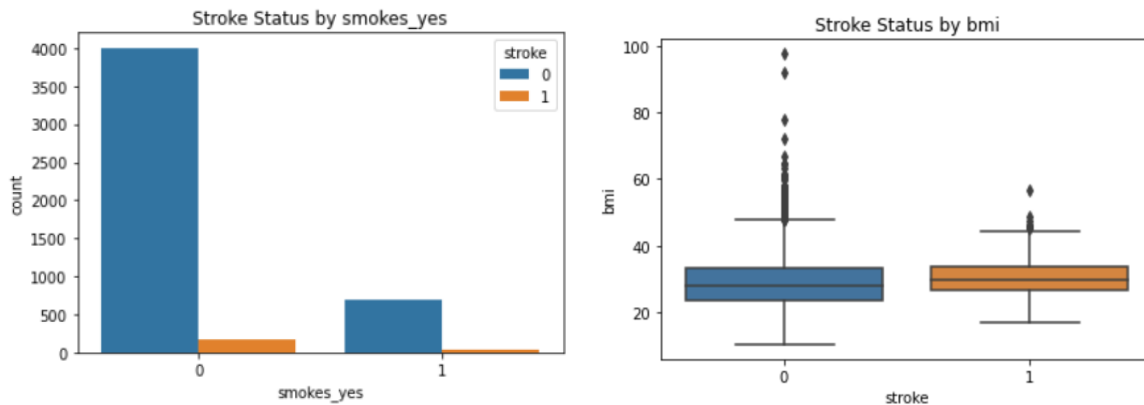 Stroke Status by smokes_yes
stroke
0
1
4000
3500
3000
2500
2000
1500
1000
500
0
count
0 1
smokes_yes
Stroke Status by bmi
100
80
60
40
20
bmi
0 1
stroke